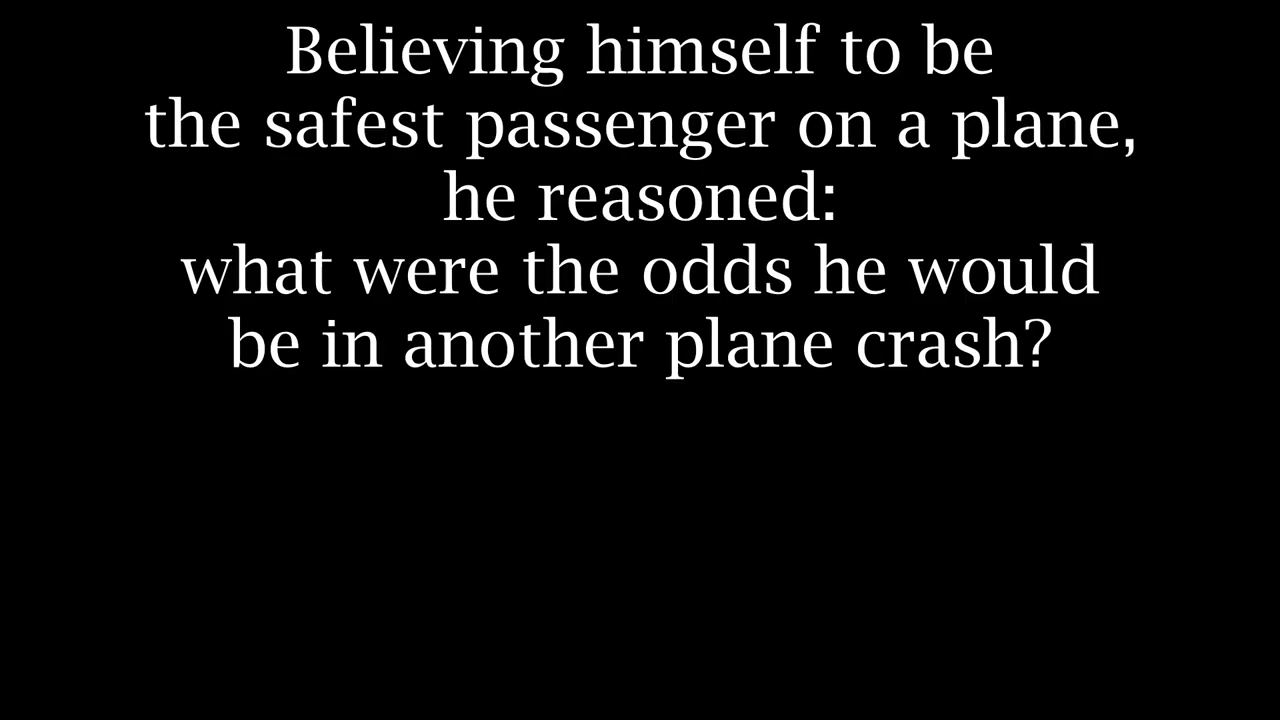 Believing himself to be
the safest passenger on a plane,
he reasoned:
what were the odds he would
be in another plane crash?